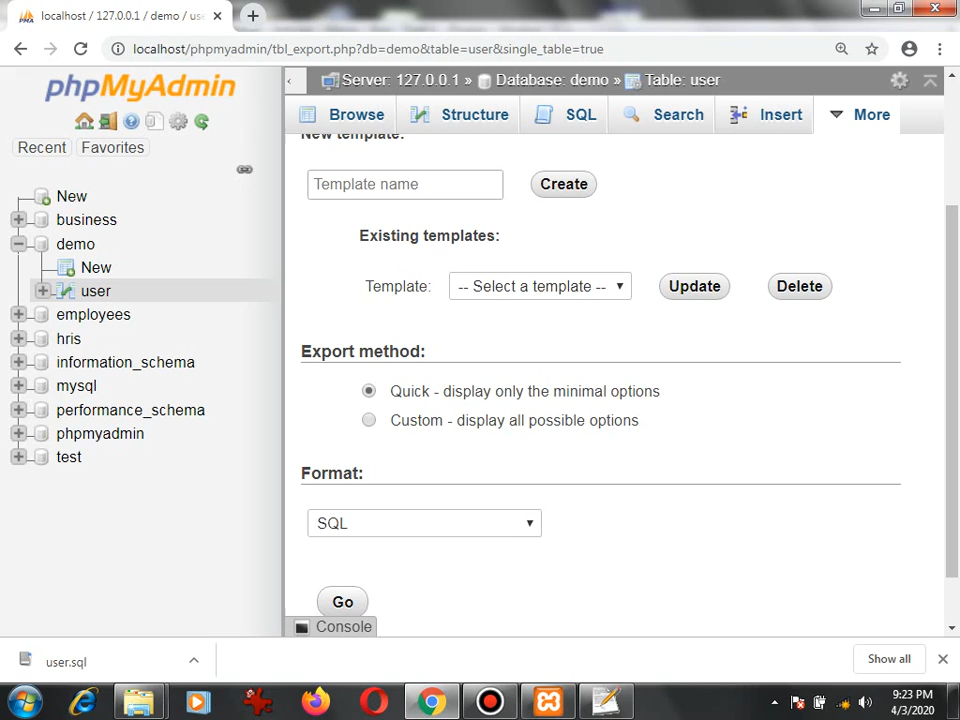 localhost / 127.0.0.1 / demo / use
localhost/phpmyadmin/tbl_export.php?db=demo&table=user&single_table=true
phpMyAdmin
Recent Favorites
New
business
demo
New
user
employees
hris
information_schema
mysql
performance_schema
phpmyadmin
test
Server: 127.0.0.1 » Database: demo » Table: user
Browse Structure SQL Search Insert More
New template:
Template name Create
Existing templates:
Template: -- Select a template -- Update Delete
Export method:
Quick - display only the minimal options
Custom - display all possible options
Format:
SQL
Go
Console
user.sql Show all
9:23 PM
4/3/2020